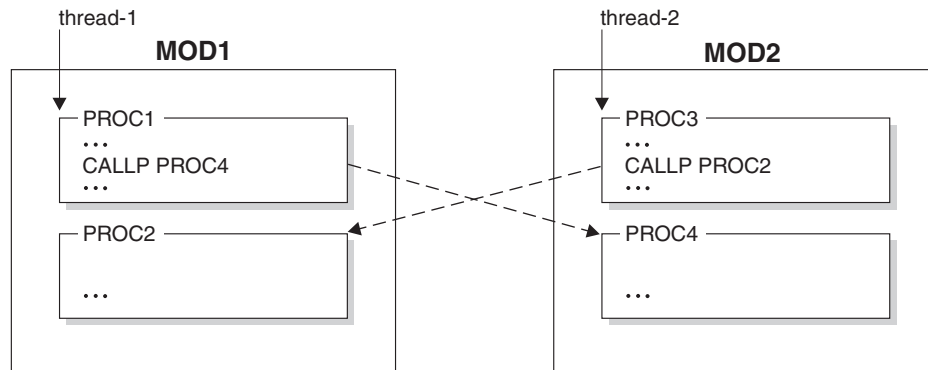 thread-1
MOD1
PROC1
...
CALLP PROC4
...
PROC2
...
thread-2
MOD2
PROC3
...
CALLP PROC2
...
PROC4
...